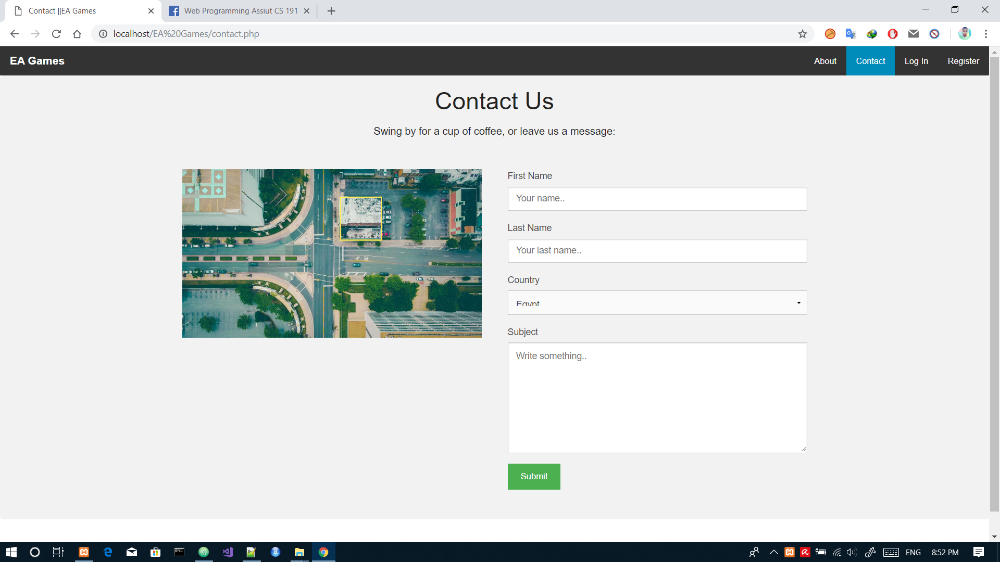 Contact ||EA Games
Web Programming Assiut CS 191
localhost/EA%20Games/contact.php
EA Games
About
Contact
Log In
Register
Contact Us
Swing by for a cup of coffee, or leave us a message:
First Name
Your name..
Last Name
Your last name..
Country
Egypt
Subject
Write something..
Submit
ENG
8:52 PM